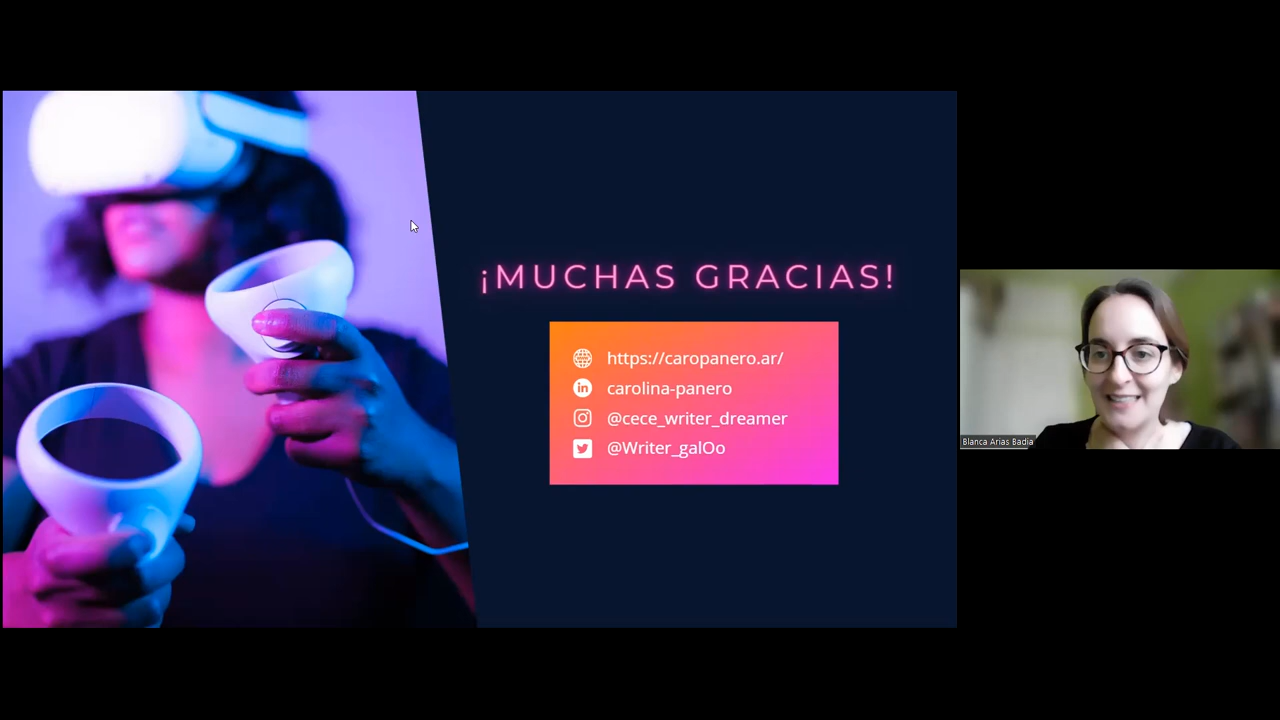 ¡MUCHAS GRACIAS!
https://caropanero.ar/
carolina-panero
@cece_writer_dreamer
@Writer_galOo
Blanca Arias Badia